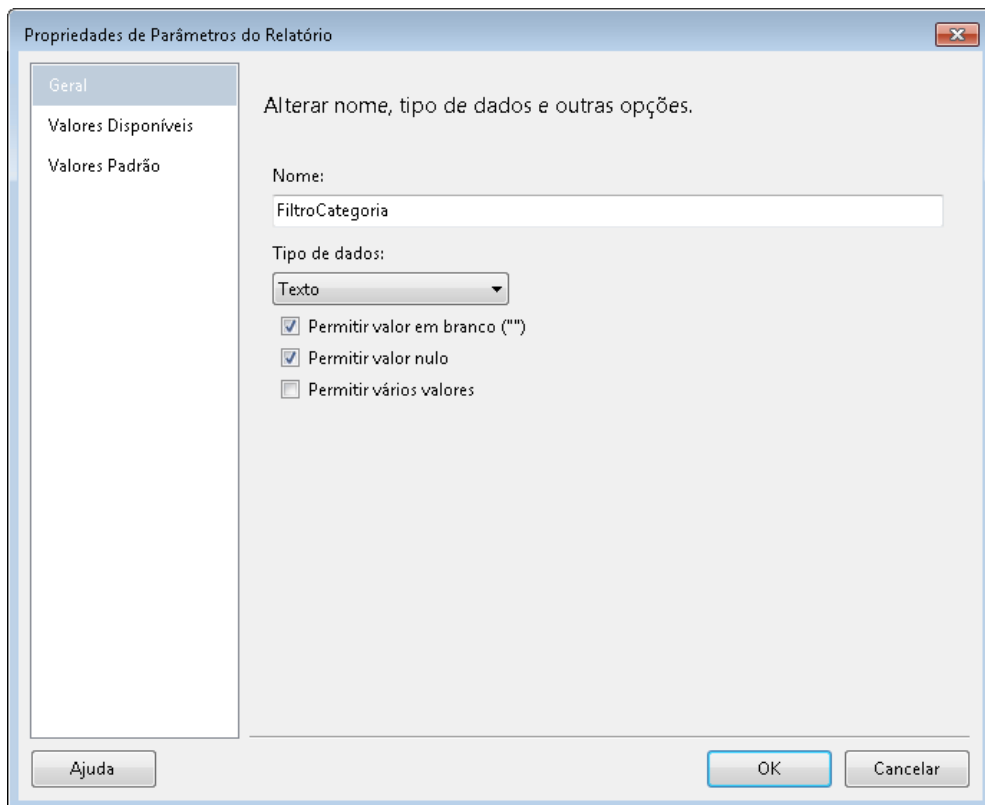 Propriedades de Parâmetros do Relatório
Geral
Valores Disponíveis
Valores Padrão
Alterar nome, tipo de dados e outras opções.
Nome:
FiltroCategoria
Tipo de dados:
Texto
Permitir valor em branco ("")
Permitir valor nulo
Permitir vários valores
Ajuda
OK
Cancelar